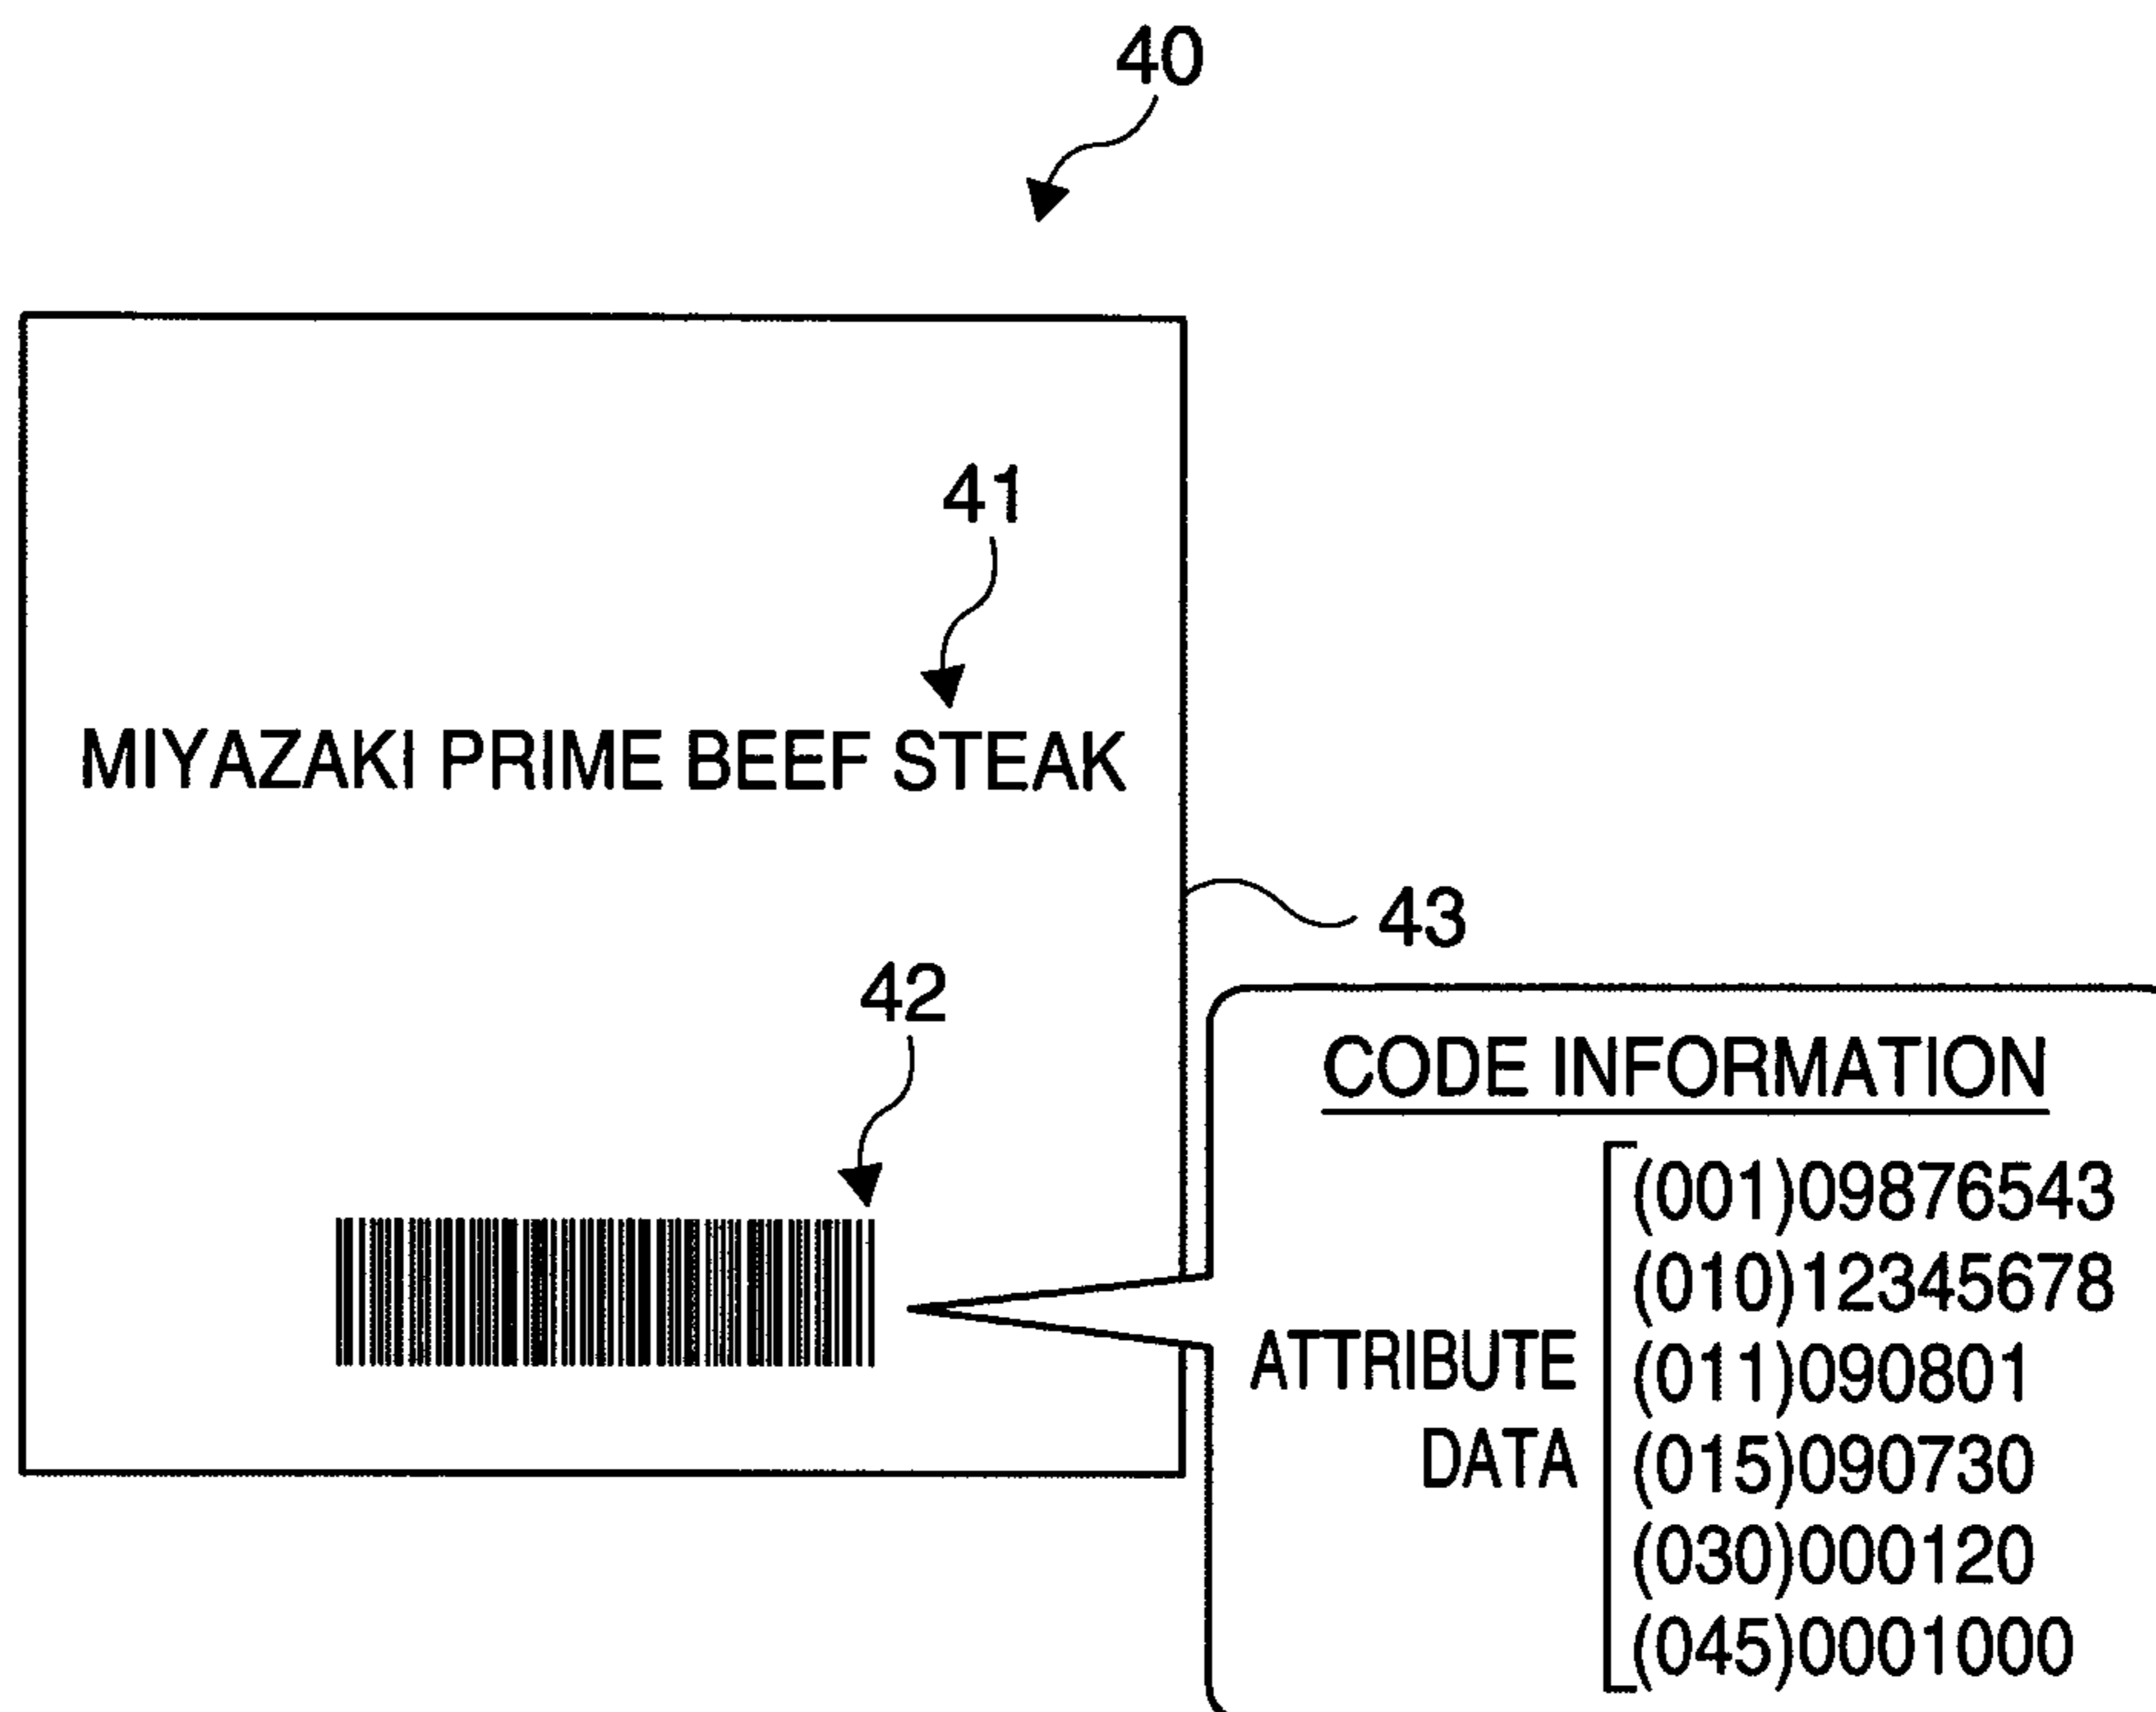 40
41
MIYAZAKI PRIME BEEF STEAK
43
42
CODE INFORMATION
ATTRIBUTE
DATA
(001)09876543
(010)12345678
(011)090801
(015)090730
(030)000120
(045)0001000